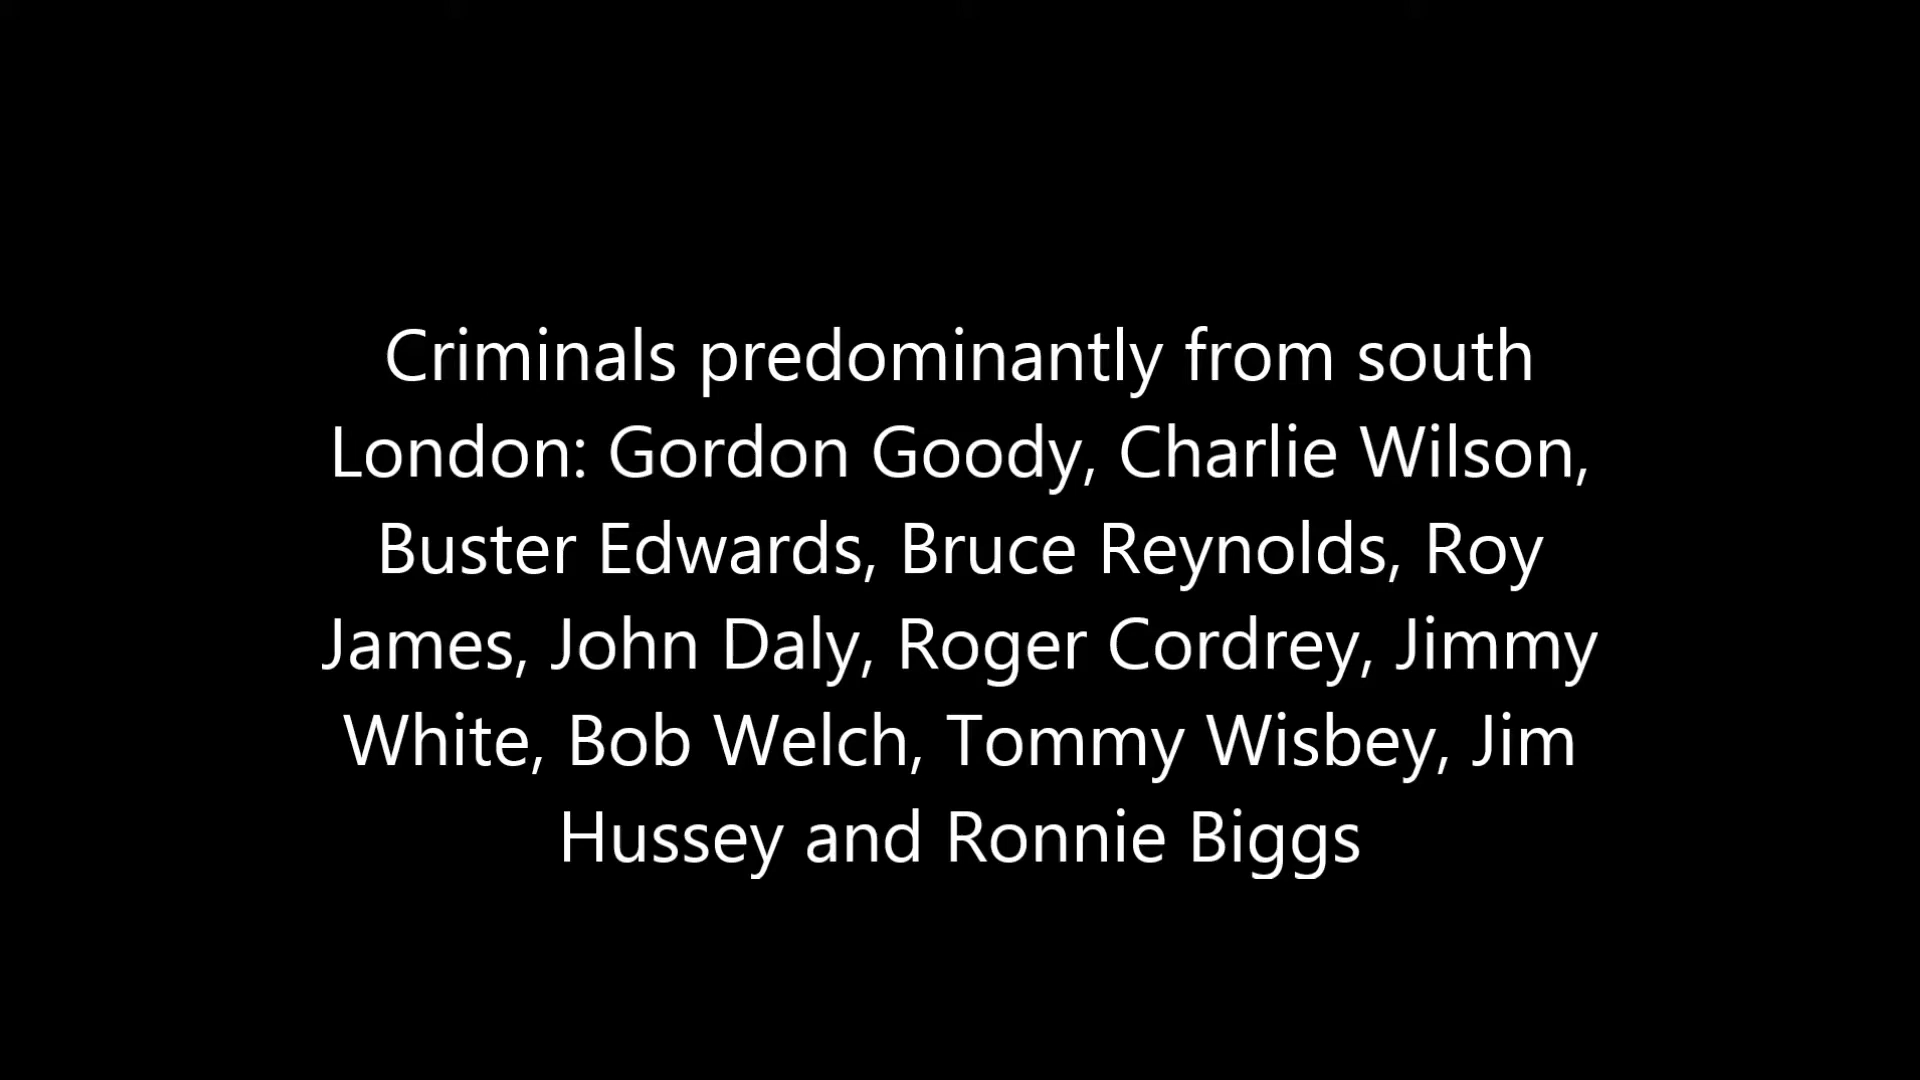 Criminals predominantly from south
London: Gordon Goody, Charlie Wilson,
Buster Edwards, Bruce Reynolds, Roy
James, John Daly, Roger Cordrey, Jimmy
White, Bob Welch, Tommy Wisbey, Jim
Hussey and Ronnie Biggs